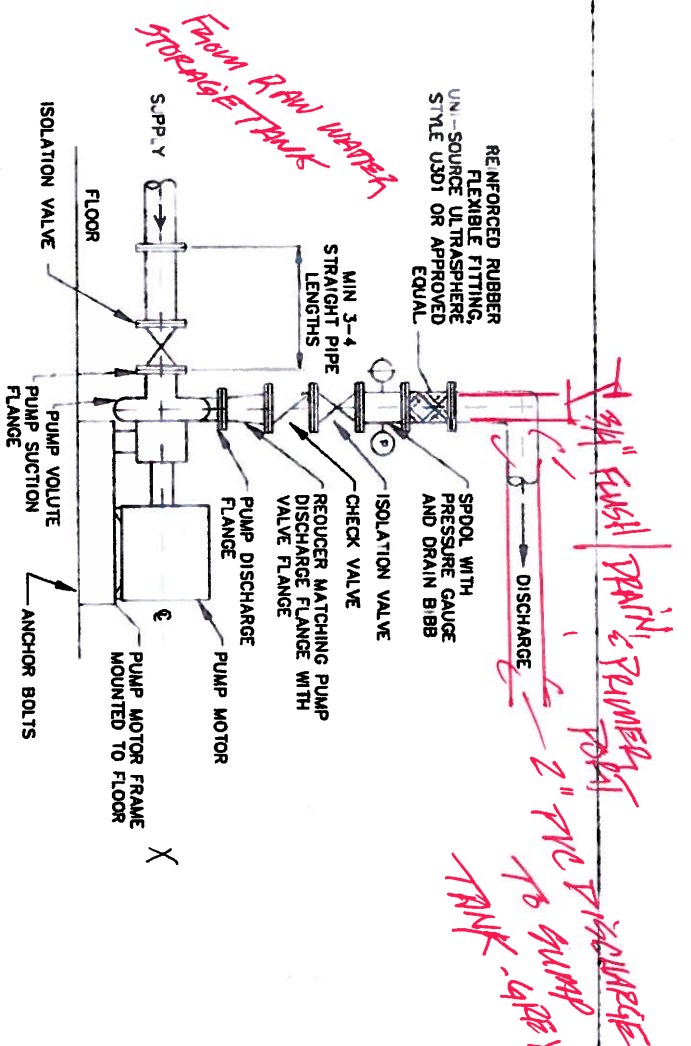 FROM RAW WATER
STORAGE TANK
SUPPLY
ISOLATION VALVE
FLOOR
REINFORCED RUBBER
FLEXIBLE FITTING,
UNI-SOURCE ULTRASPHERE
STYLE U3D1 OR APPROVED
EQUAL
MIN 3-4
STRAIGHT PIPE
LENGTHS
PUMP VOLUTE
PUMP SUCTION
FLANGE
3/4" FLUSH/DRAIN & PRIMER
PORT
DISCHARGE
SPOOL WITH
PRESSURE GAUGE
AND DRAIN BIBB
P
ISOLATION VALVE
CHECK VALVE
REDUCER MATCHING PUMP
DISCHARGE FLANGE WITH
VALVE FLANGE
PUMP DISCHARGE
FLANGE
PUMP MOTOR
℄
PUMP MOTOR FRAME
MOUNTED TO FLOOR
ANCHOR BOLTS
X
2" PVC DISCHARGE
TO SUMP
TANK - GREY